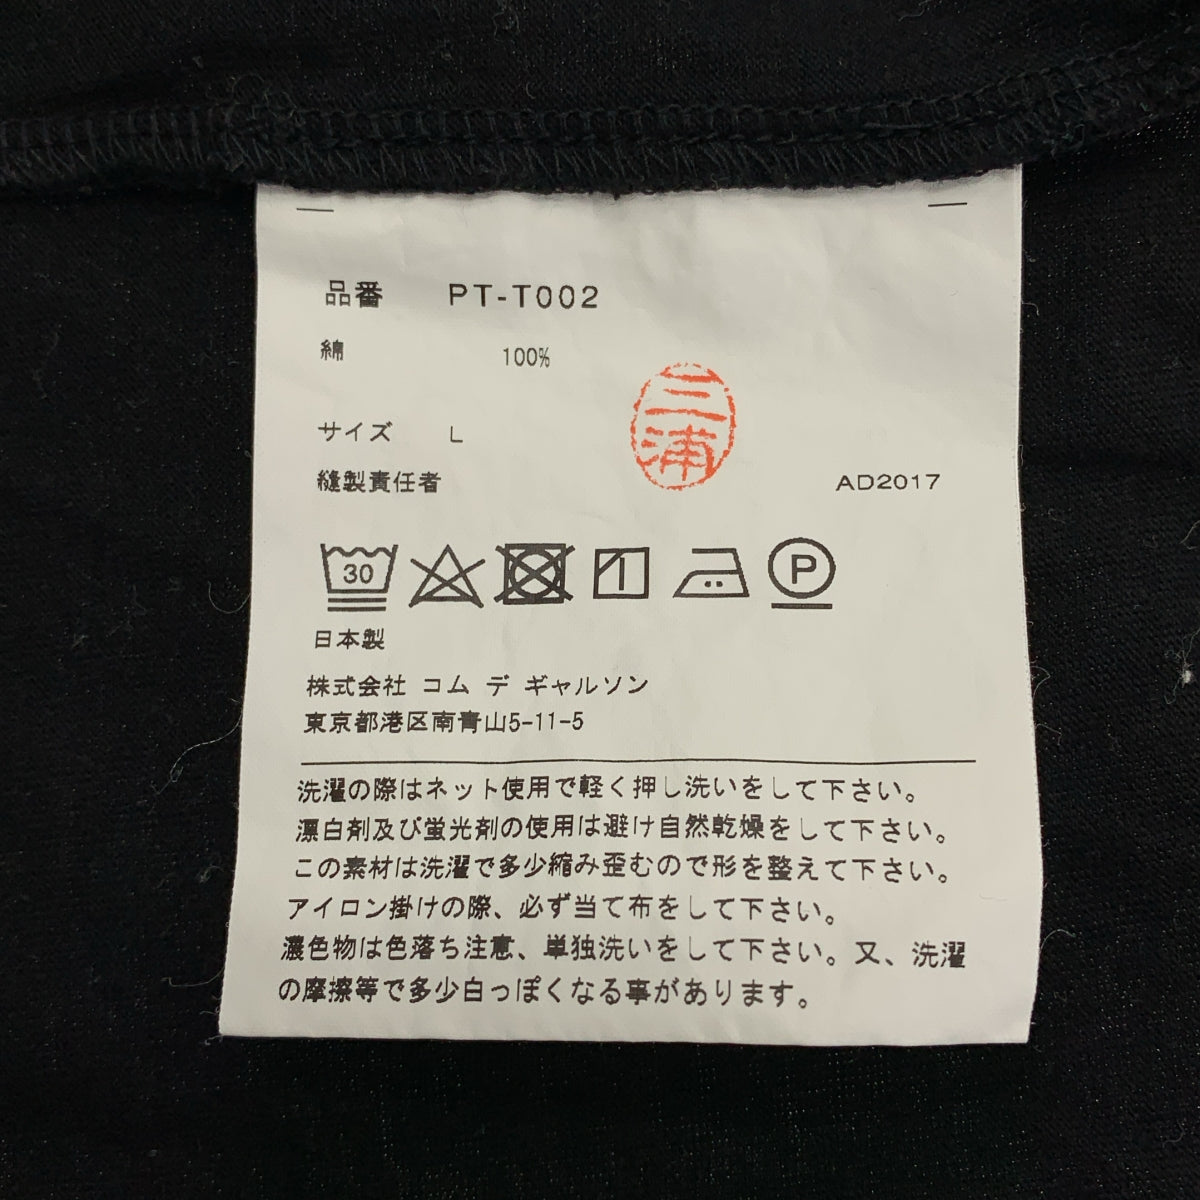 品番 PT-T002
綿 100%
三浦
サイズ L
縫製責任者 AD2017
30 P
日本製
株式会社 コム デ ギャルソン
東京都港区南青山5-11-5
洗濯の際はネット使用で軽く押し洗いをして下さい。
漂白剤及び蛍光剤の使用は避け自然乾燥をして下さい。
この素材は洗濯で多少縮み歪むので形を整えて下さい。
アイロン掛けの際、必ず当て布をして下さい。
濃色物は色落ち注意、単独洗いをして下さい。又、洗濯
の摩擦等で多少白っぽくなる事があります。